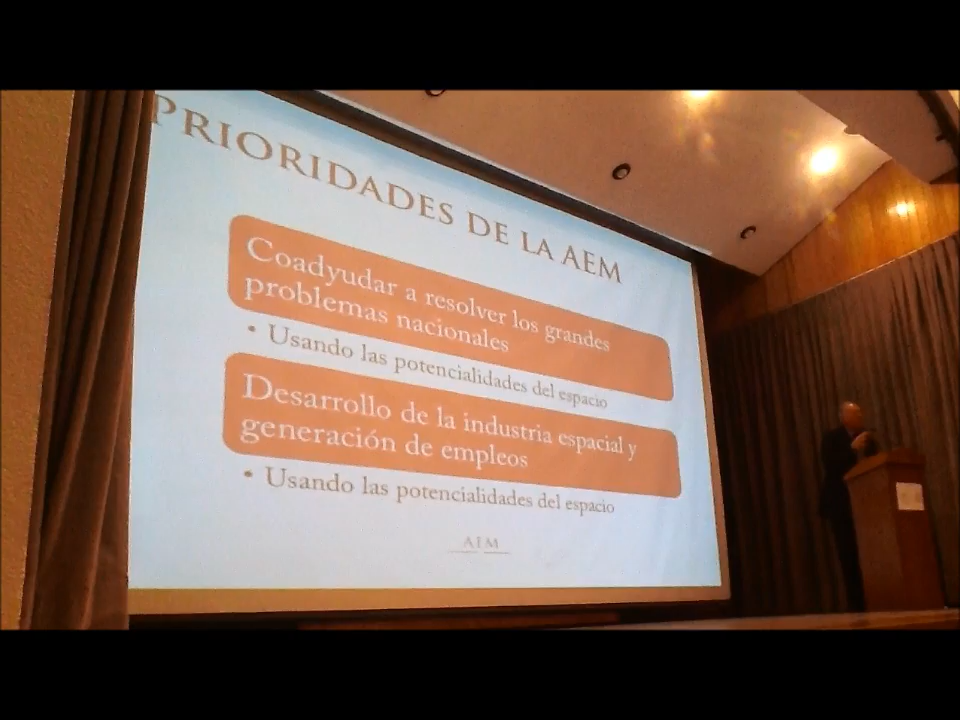 PRIORIDADES DE LA AEM
Coadyudar a resolver los grandes
problemas nacionales
• Usando las potencialidades del espacio
Desarrollo de la industria espacial y
generación de empleos
• Usando las potencialidades del espacio
AEM